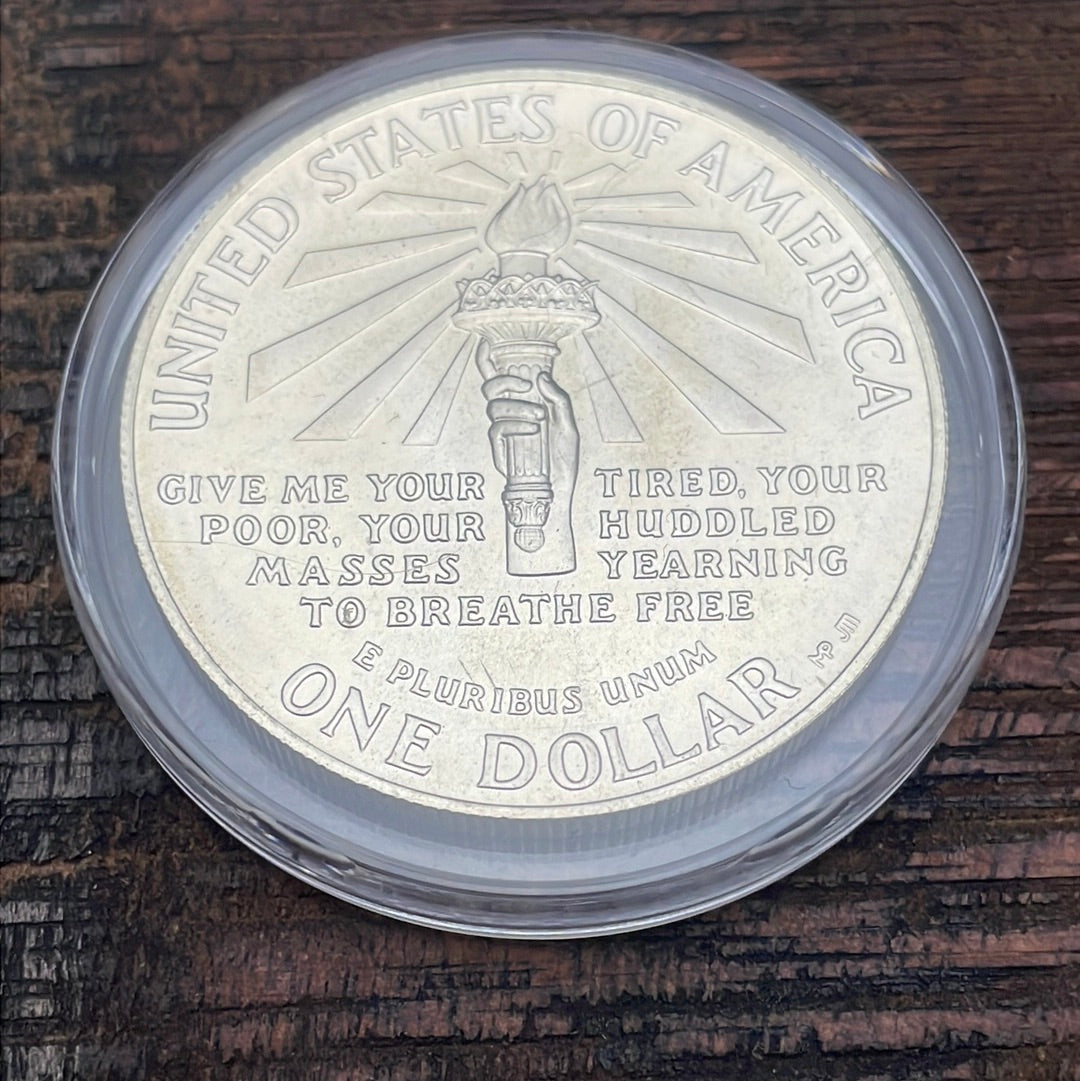 UNITED STATES OF AMERICA
GIVE ME YOUR TIRED, YOUR
POOR, YOUR HUDDLED
MASSES YEARNING
TO BREATHE FREE
E PLURIBUS UNUM
ONE DOLLAR
MP